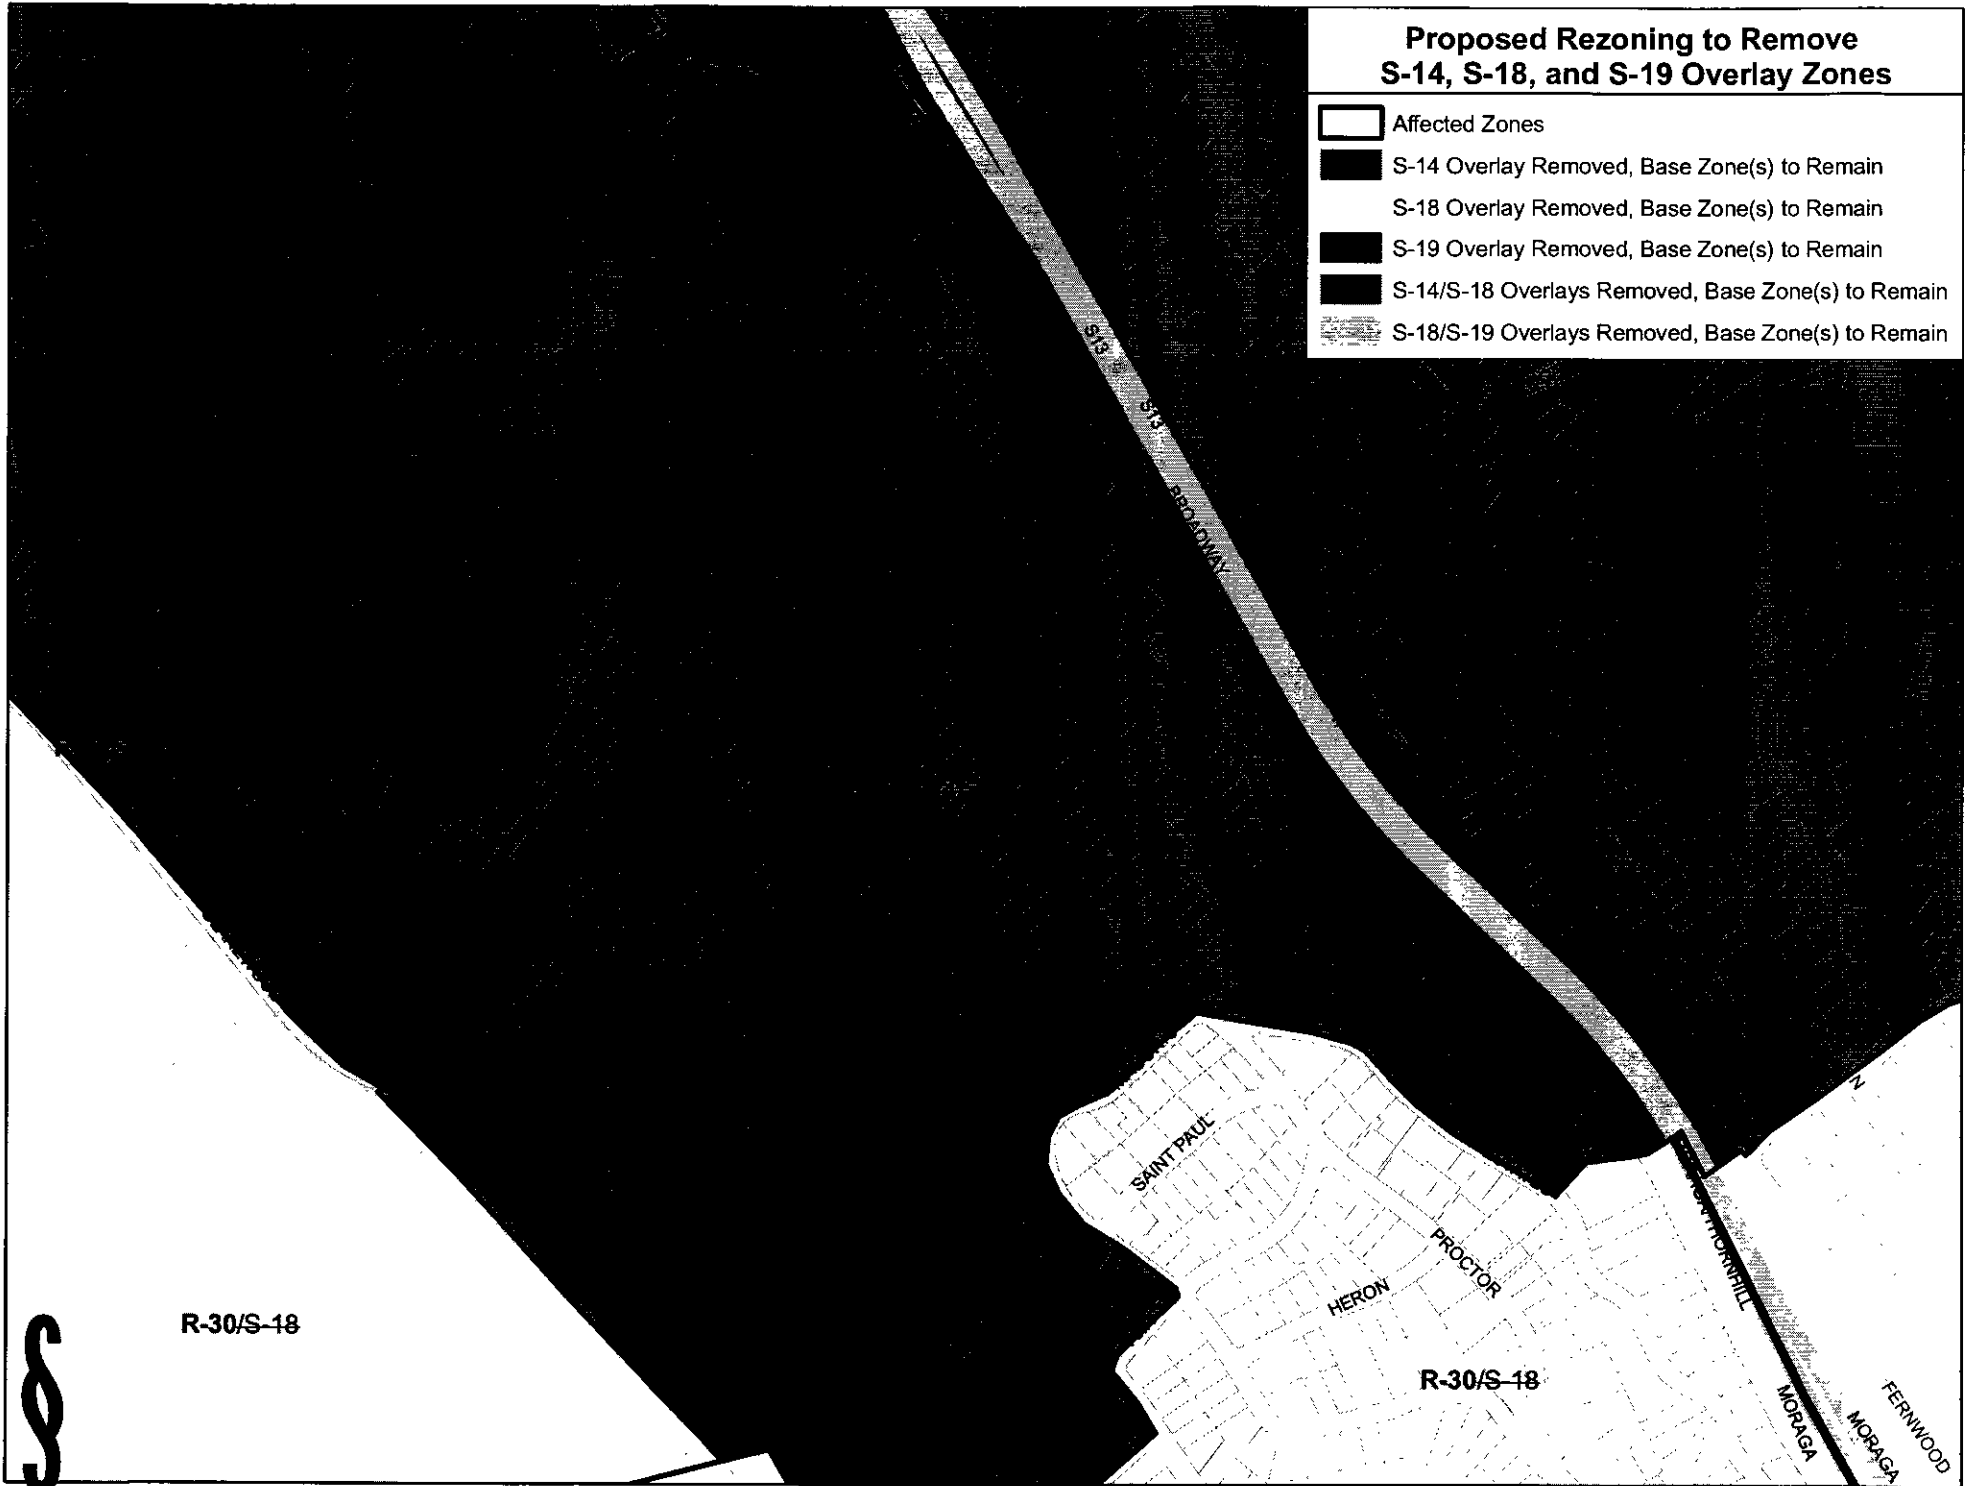 Proposed Rezoning to Remove
S-14, S-18, and S-19 Overlay Zones
Affected Zones
S-14 Overlay Removed, Base Zone(s) to Remain
S-18 Overlay Removed, Base Zone(s) to Remain
S-19 Overlay Removed, Base Zone(s) to Remain
S-14/S-18 Overlays Removed, Base Zone(s) to Remain
S-18/S-19 Overlays Removed, Base Zone(s) to Remain
S13
S13
BROADWAY
N
SAINT PAUL
PROCTOR
HERON
THORNHILL
R-30/S-18
R-30/S-18
MORAGA
MORAGA
FERNWOOD
§